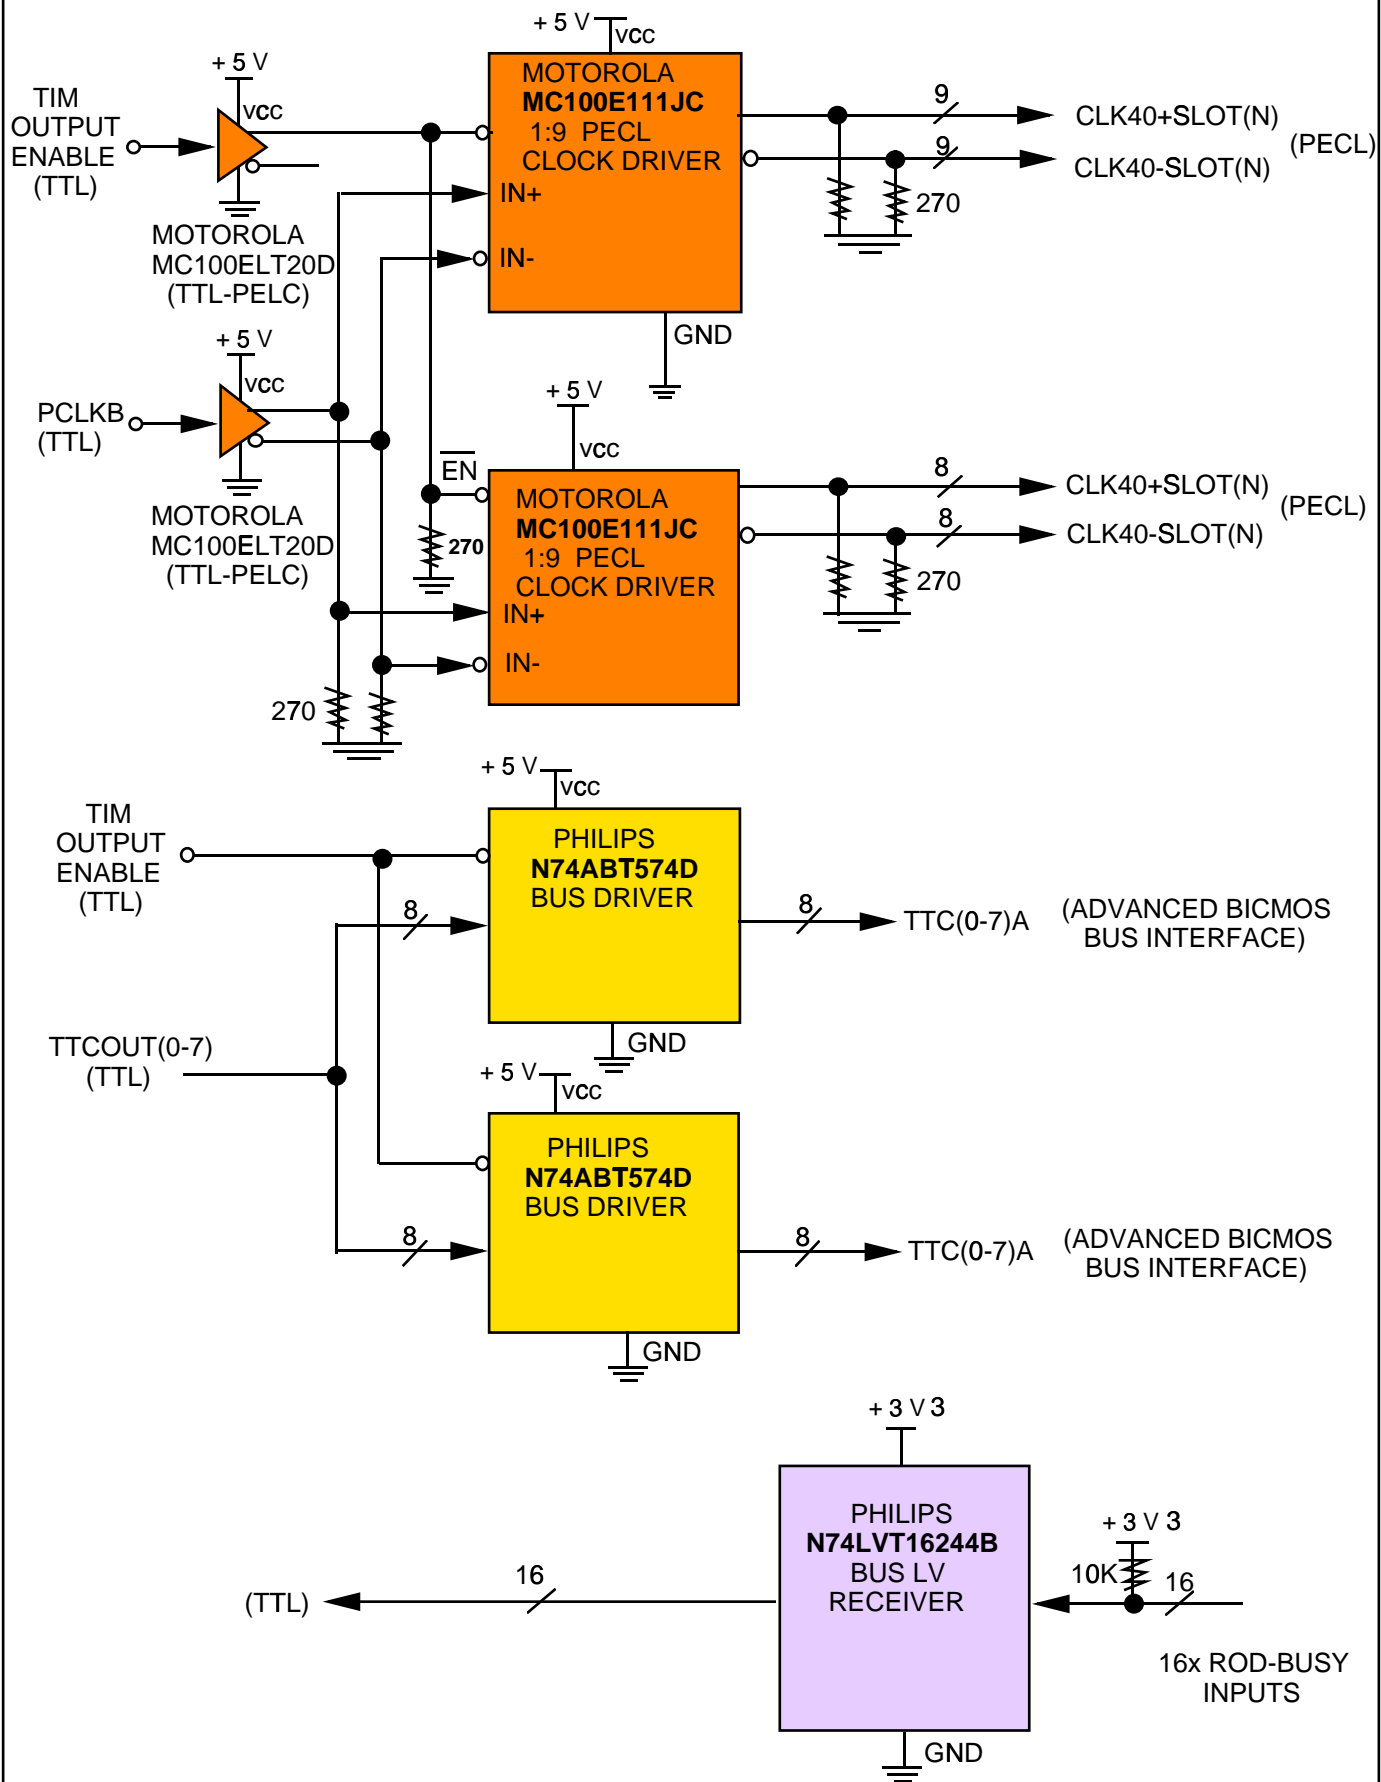 + 5 V
vcc
+ 5 V
vcc
TIM
OUTPUT
ENABLE
(TTL)
MOTOROLA
MC100ELT20D
(TTL-PELC)
MOTOROLA
MC100E111JC
1:9 PECL
CLOCK DRIVER
IN+
IN-
GND
9
CLK40+SLOT(N)
9
CLK40-SLOT(N)
(PECL)
270
+ 5 V
vcc
PCLKB
(TTL)
MOTOROLA
MC100ELT20D
(TTL-PELC)
+ 5 V
vcc
EN
270
MOTOROLA
MC100E111JC
1:9 PECL
CLOCK DRIVER
IN+
IN-
8
CLK40+SLOT(N)
8
CLK40-SLOT(N)
(PECL)
270
270
+ 5 V
vcc
TIM
OUTPUT
ENABLE
(TTL)
PHILIPS
N74ABT574D
BUS DRIVER
8
8
TTC(0-7)A
(ADVANCED BICMOS
BUS INTERFACE)
GND
TTCOUT(0-7)
(TTL)
+ 5 V
vcc
PHILIPS
N74ABT574D
BUS DRIVER
8
8
TTC(0-7)A
(ADVANCED BICMOS
BUS INTERFACE)
GND
+ 3 V 3
PHILIPS
N74LVT16244B
BUS LV
RECEIVER
+ 3 V 3
10K
16
16
(TTL)
16x ROD-BUSY
INPUTS
GND